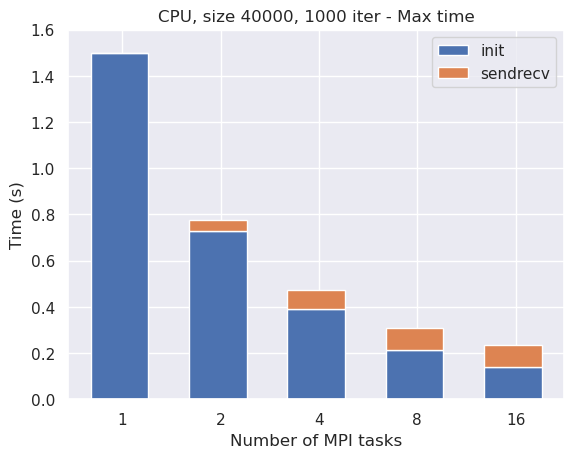 CPU, size 40000, 1000 iter - Max time
init
sendrecv
Time (s)
1.6
1.4
1.2
1.0
0.8
0.6
0.4
0.2
0.0
1 2 4 8 16
Number of MPI tasks